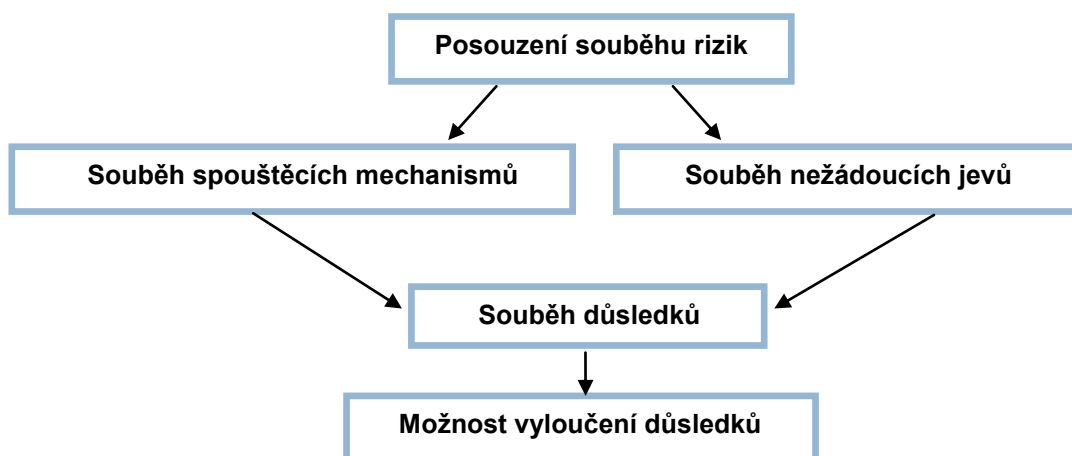 Posouzení souběhu rizik
Souběh spouštěcích mechanismů
Souběh nežádoucích jevů
Souběh důsledků
Možnost vyloučení důsledků